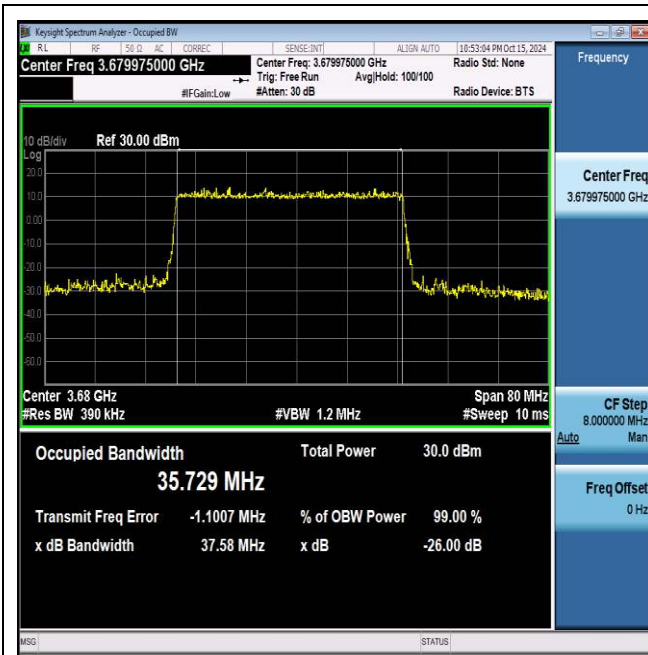 Keysight Spectrum Analyzer - Occupied BW
RL RF 50 Ω AC CORREC SENSE:INT ALIGN AUTO 10:53:04 PM Oct 15, 2024
Center Freq 3.679975000 GHz
Center Freq: 3.679975000 GHz
Radio Std: None
Trig: Free Run Avg|Hold: 100/100
#IFGain:Low #Atten: 30 dB Radio Device: BTS
10 dB/div Ref 30.00 dBm
Log
20.0
10.0
0.00
-10.0
-20.0
-30.0
-40.0
-50.0
-60.0
Center 3.68 GHz Span 80 MHz
#Res BW 390 kHz #VBW 1.2 MHz #Sweep 10 ms
Occupied Bandwidth Total Power 30.0 dBm
35.729 MHz
Transmit Freq Error -1.1007 MHz % of OBW Power 99.00 %
x dB Bandwidth 37.58 MHz x dB -26.00 dB
MSG STATUS
Frequency
Center Freq
3.679975000 GHz
CF Step
8.000000 MHz
Auto Man
Freq Offset
0 Hz